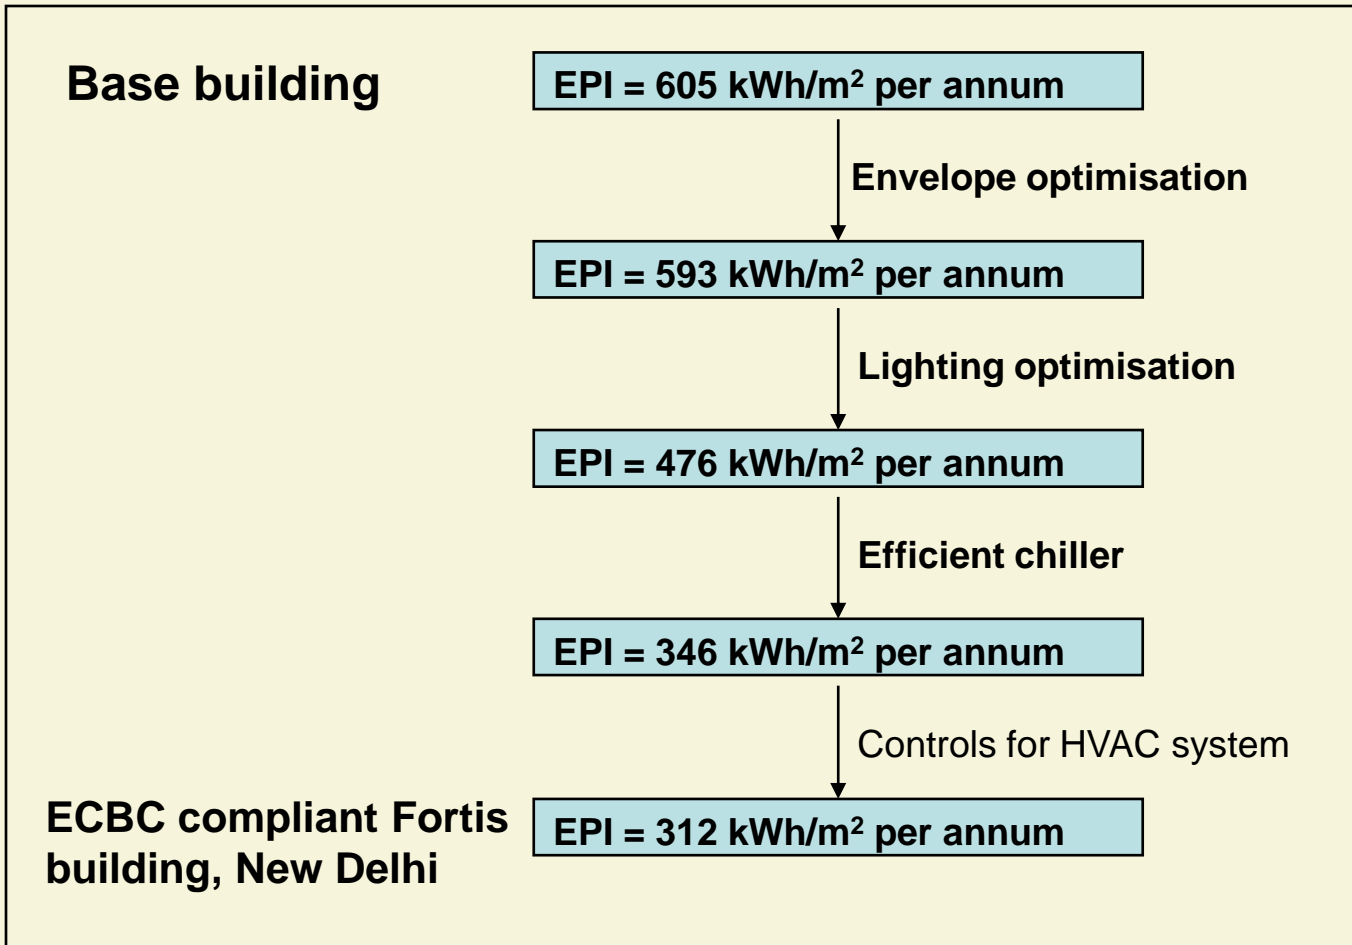 Base building
EPI = 605 kWh/m² per annum
Envelope optimisation
EPI = 593 kWh/m² per annum
Lighting optimisation
EPI = 476 kWh/m² per annum
Efficient chiller
EPI = 346 kWh/m² per annum
Controls for HVAC system
ECBC compliant Fortis
building, New Delhi
EPI = 312 kWh/m² per annum